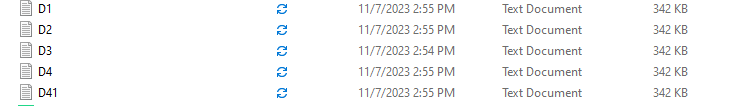 D1 11/7/2023 2:55 PM Text Document 342 KB
D2 11/7/2023 2:55 PM Text Document 342 KB
D3 11/7/2023 2:54 PM Text Document 342 KB
D4 11/7/2023 2:55 PM Text Document 342 KB
D41 11/7/2023 2:55 PM Text Document 342 KB